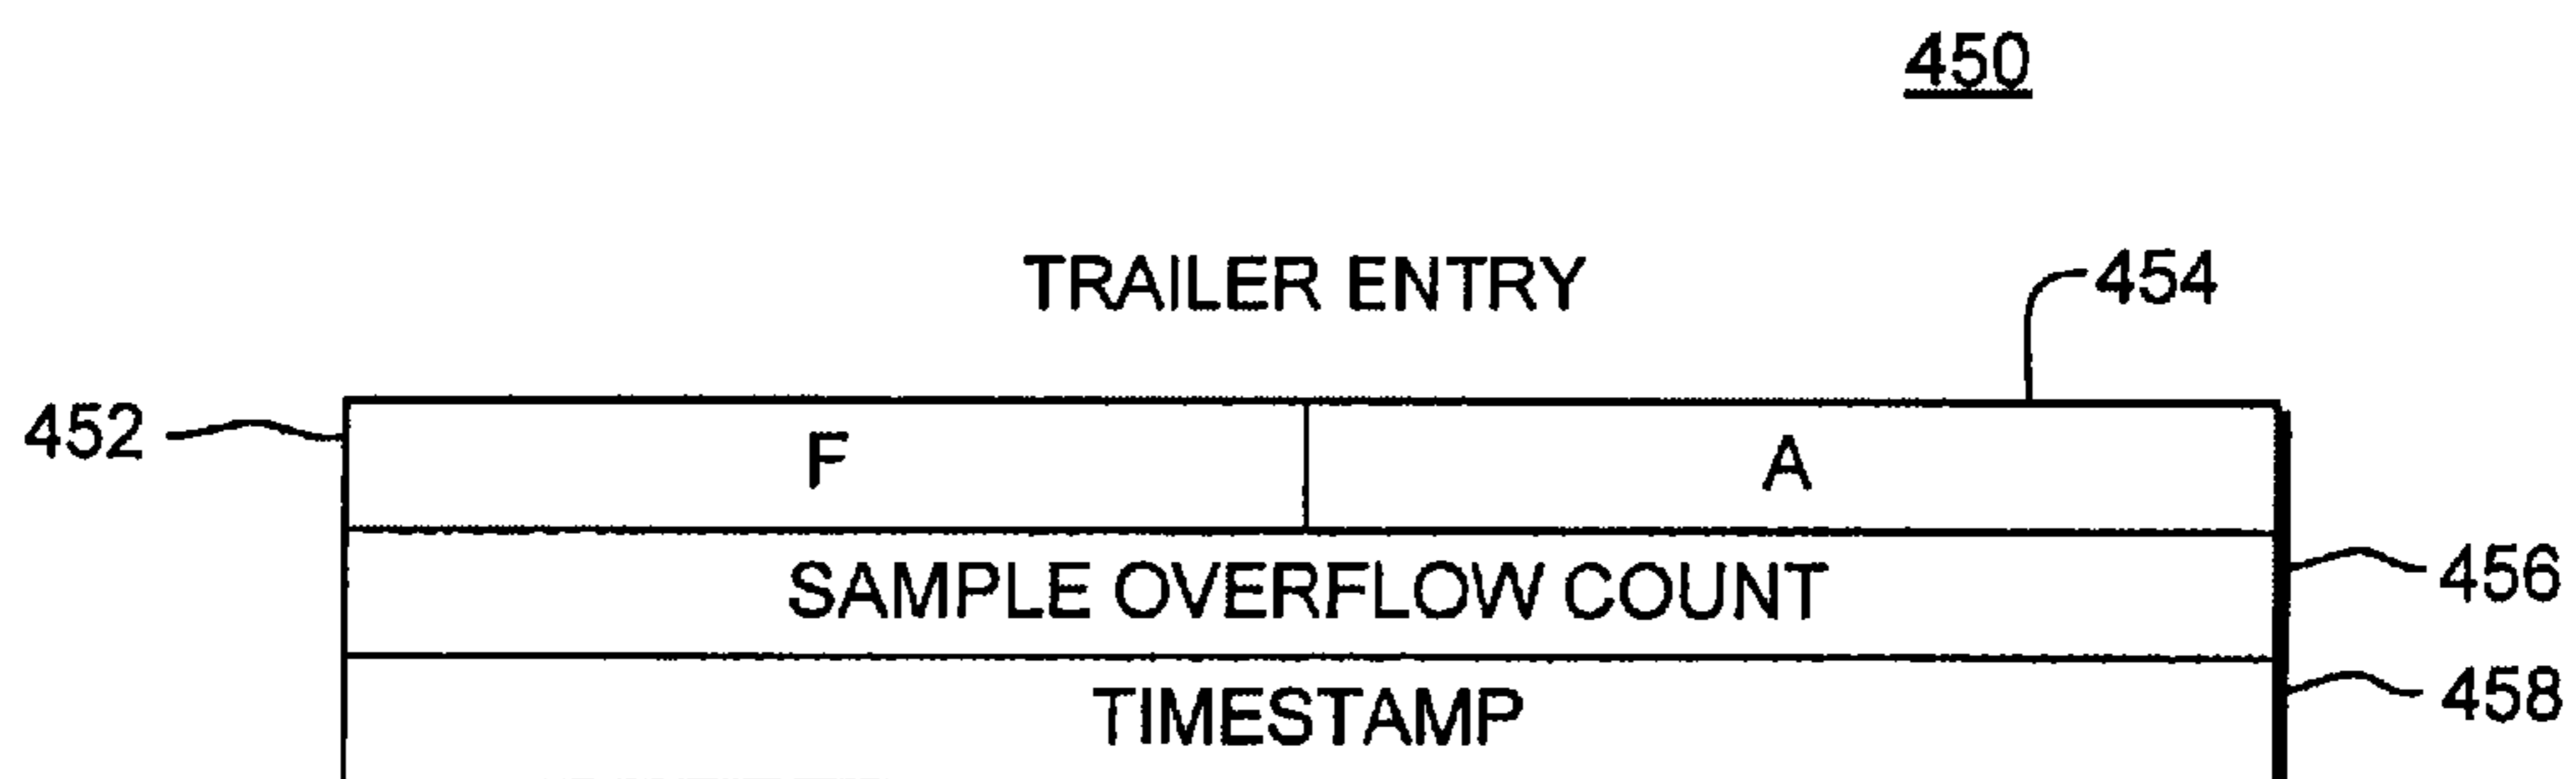 450
TRAILER ENTRY
454
452
F A
SAMPLE OVERFLOW COUNT
456
TIMESTAMP
458